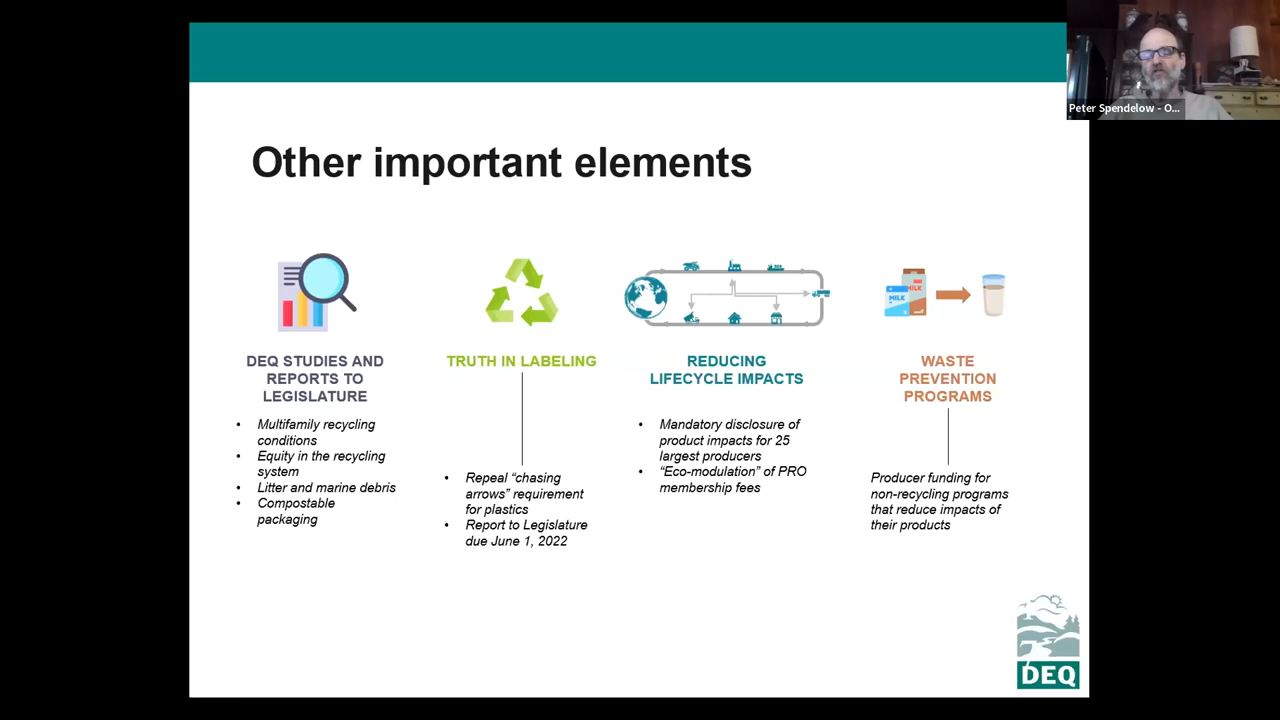 Peter Spendelow - O...
Other important elements
MILK
MILK
DEQ STUDIES AND
REPORTS TO
LEGISLATURE
• Multifamily recycling
conditions
• Equity in the recycling
system
• Litter and marine debris
• Compostable
packaging
TRUTH IN LABELING
• Repeal “chasing
arrows” requirement
for plastics
• Report to Legislature
due June 1, 2022
REDUCING
LIFECYCLE IMPACTS
• Mandatory disclosure of
product impacts for 25
largest producers
• “Eco-modulation” of PRO
membership fees
WASTE
PREVENTION
PROGRAMS
Producer funding for
non-recycling programs
that reduce impacts of
their products
DEQ